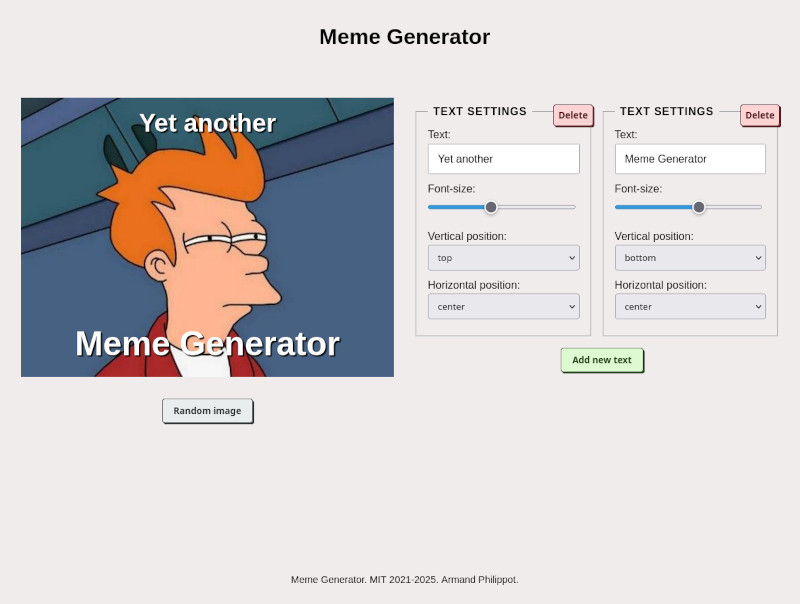 Meme Generator
Yet another
Meme Generator
Random image
TEXT SETTINGS
Delete
Text:
Yet another
Font-size:
Vertical position:
top
Horizontal position:
center
TEXT SETTINGS
Delete
Text:
Meme Generator
Font-size:
Vertical position:
bottom
Horizontal position:
center
Add new text
Meme Generator. MIT 2021-2025. Armand Philippot.